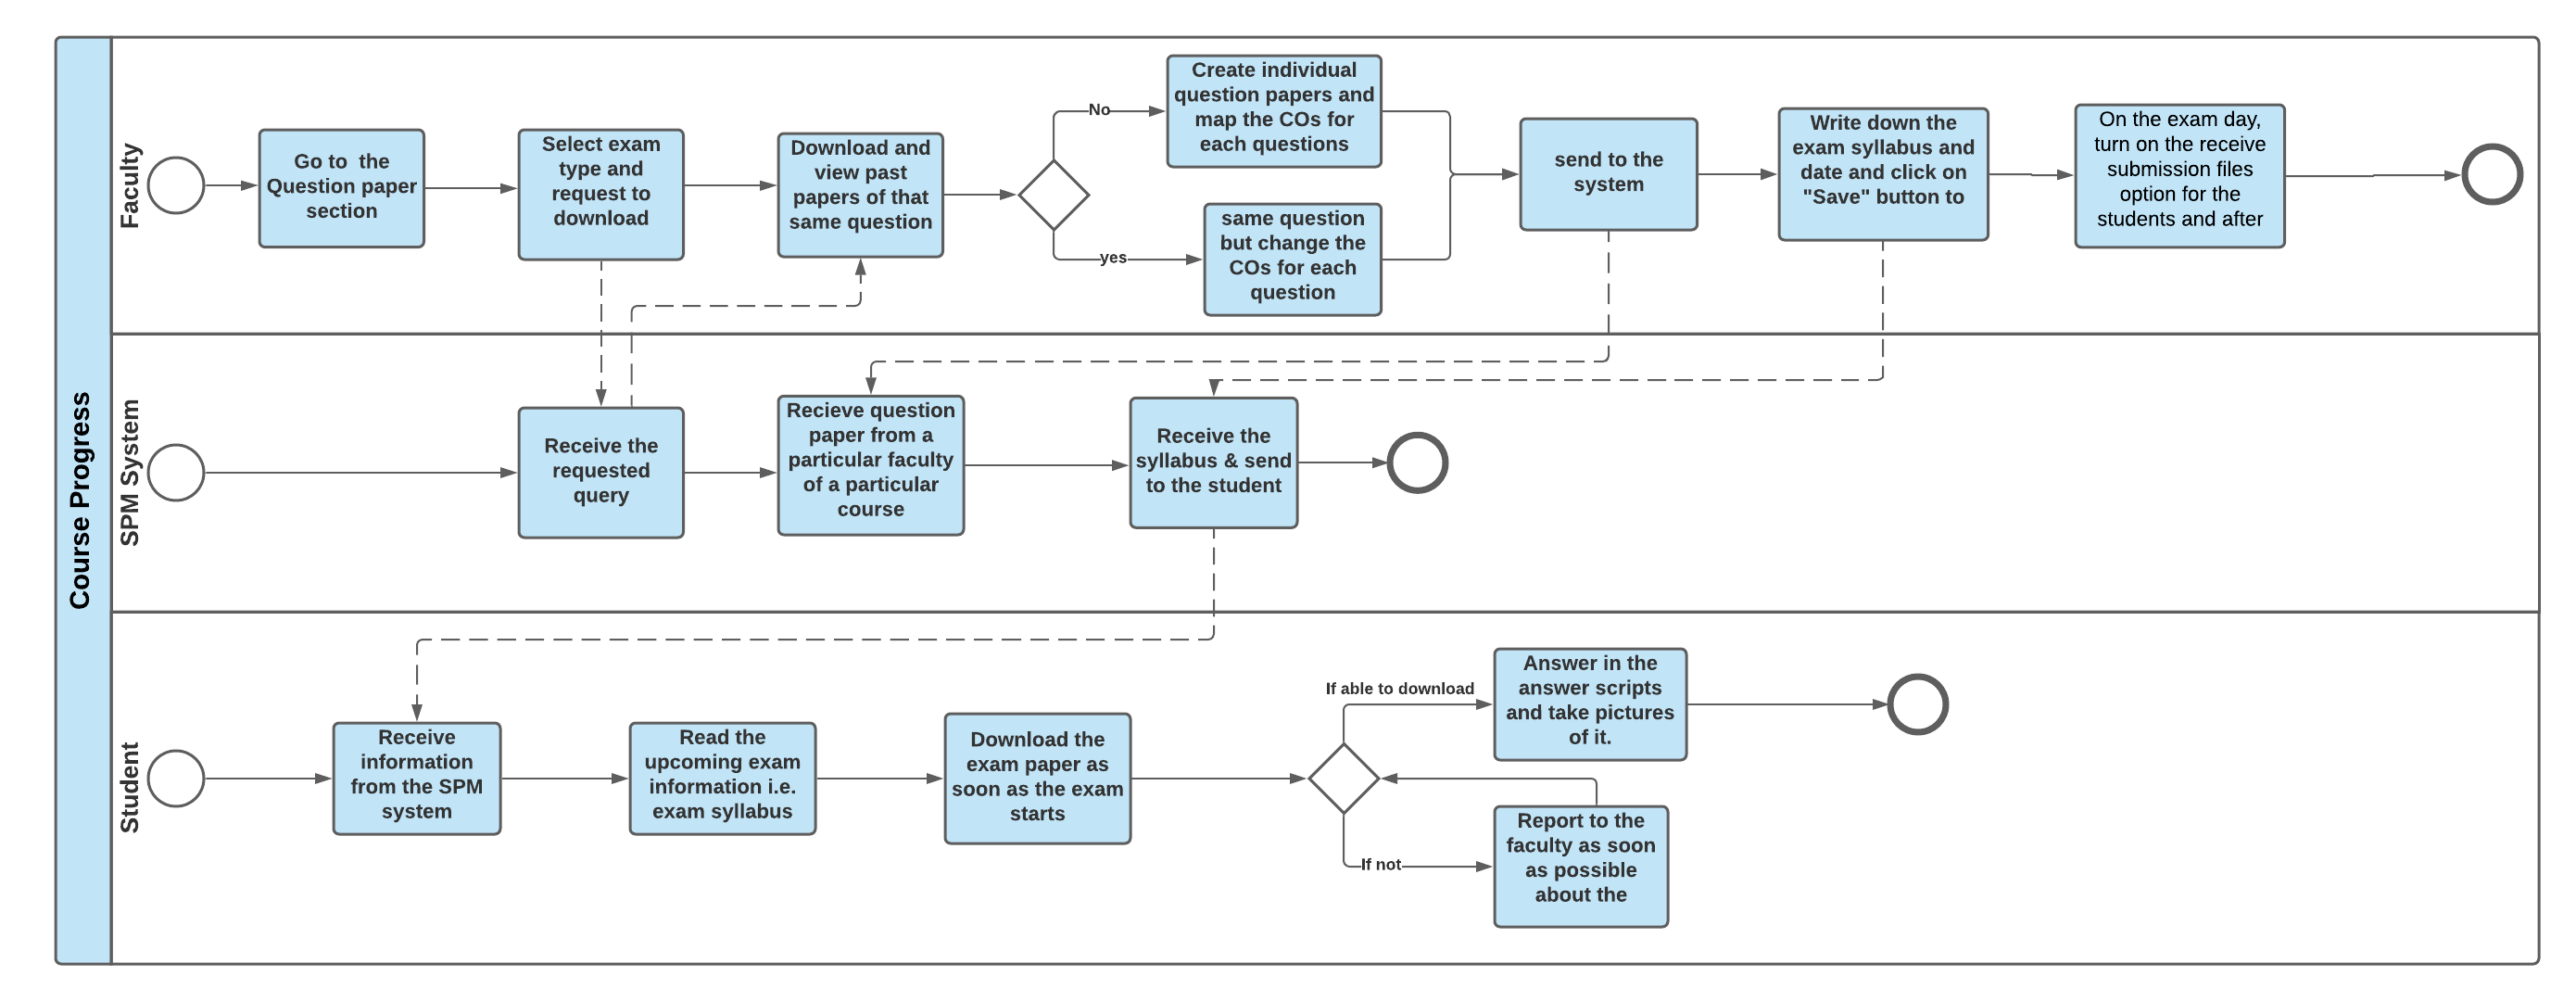 Course Progress
Faculty
Go to the
Question paper
section
Select exam
type and
request to
download
Download and
view past
papers of that
same question
No
Create individual
question papers and
map the COs for
each questions
yes
same question
but change the
COs for each
question
send to the
system
Write down the
exam syllabus and
date and click on
"Save" button to
On the exam day,
turn on the receive
submission files
option for the
students and after
SPM System
Receive the
requested
query
Recieve question
paper from a
particular faculty
of a particular
course
Receive the
syllabus & send
to the student
Student
Receive
information
from the SPM
system
Read the
upcoming exam
information i.e.
exam syllabus
Download the
exam paper as
soon as the exam
starts
If able to download
Answer in the
answer scripts
and take pictures
of it.
If not
Report to the
faculty as soon
as possible
about the